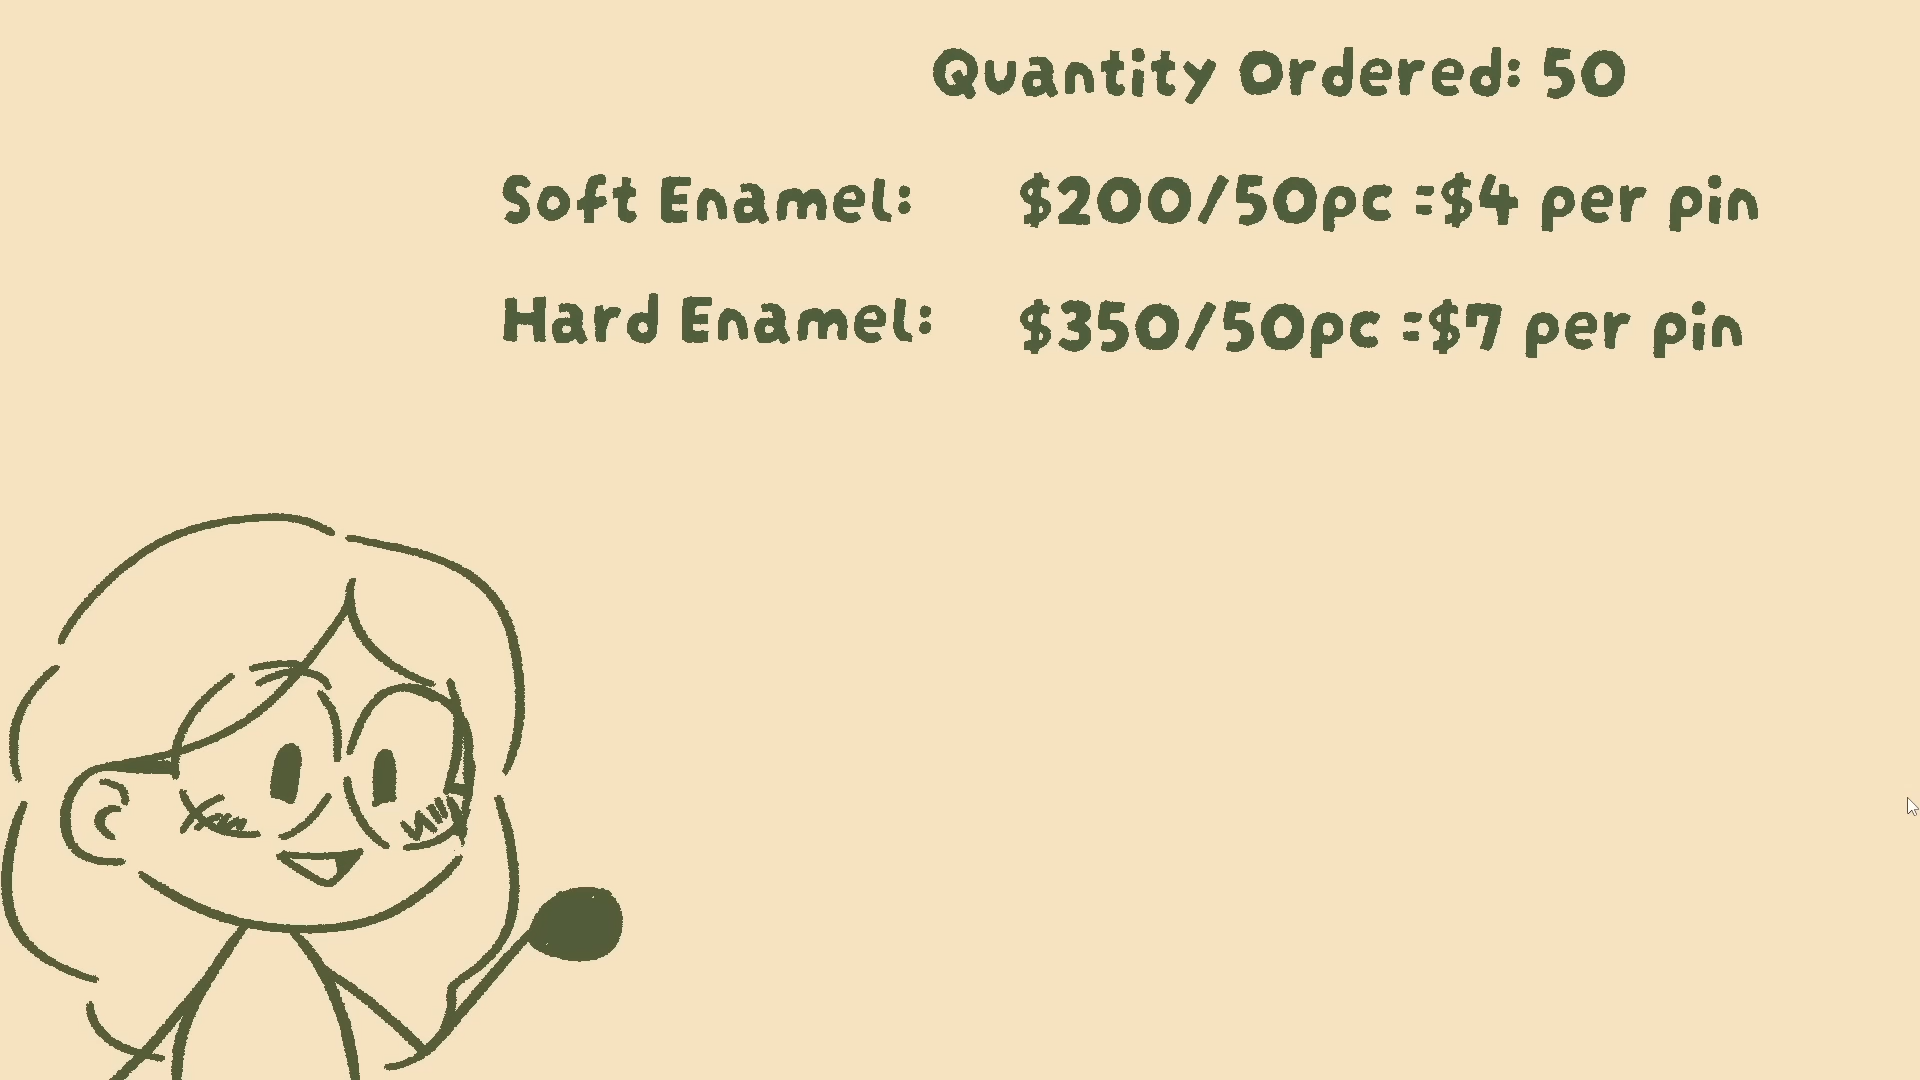 Quantity Ordered: 50
Soft Enamel: $200/50pc =$4 per pin
Hard Enamel: $350/50pc =$7 per pin